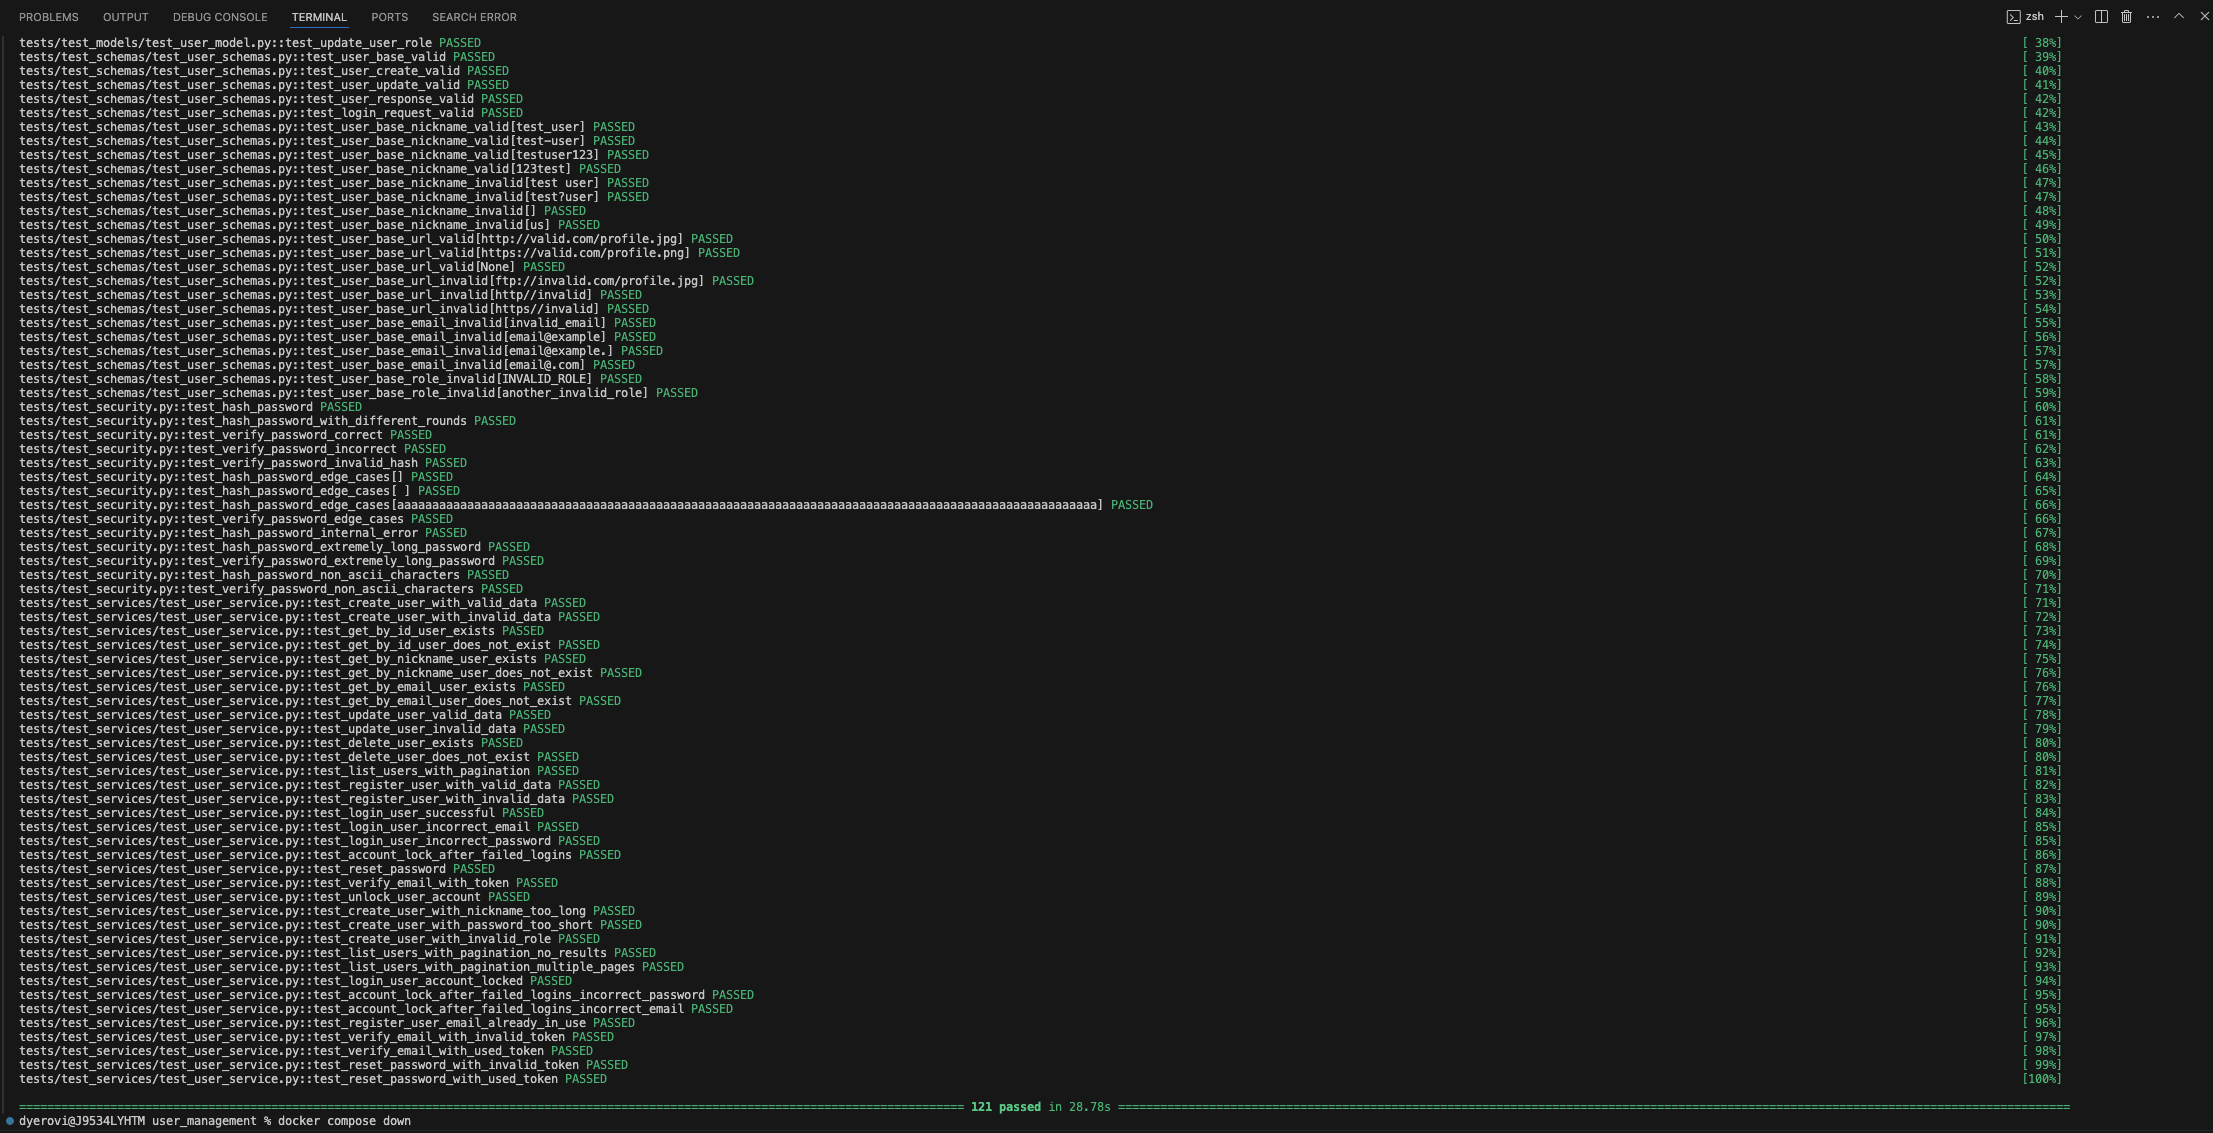 PROBLEMS OUTPUT DEBUG CONSOLE TERMINAL PORTS SEARCH ERROR zsh
tests/test_models/test_user_model.py::test_update_user_role PASSED [ 38%]
tests/test_schemas/test_user_schemas.py::test_user_base_valid PASSED [ 39%]
tests/test_schemas/test_user_schemas.py::test_user_create_valid PASSED [ 40%]
tests/test_schemas/test_user_schemas.py::test_user_update_valid PASSED [ 41%]
tests/test_schemas/test_user_schemas.py::test_user_response_valid PASSED [ 42%]
tests/test_schemas/test_user_schemas.py::test_login_request_valid PASSED [ 42%]
tests/test_schemas/test_user_schemas.py::test_user_base_nickname_valid[test_user] PASSED [ 43%]
tests/test_schemas/test_user_schemas.py::test_user_base_nickname_valid[test-user] PASSED [ 44%]
tests/test_schemas/test_user_schemas.py::test_user_base_nickname_valid[testuser123] PASSED [ 45%]
tests/test_schemas/test_user_schemas.py::test_user_base_nickname_valid[123test] PASSED [ 46%]
tests/test_schemas/test_user_schemas.py::test_user_base_nickname_invalid[test user] PASSED [ 47%]
tests/test_schemas/test_user_schemas.py::test_user_base_nickname_invalid[test?user] PASSED [ 47%]
tests/test_schemas/test_user_schemas.py::test_user_base_nickname_invalid[] PASSED [ 48%]
tests/test_schemas/test_user_schemas.py::test_user_base_nickname_invalid[us] PASSED [ 49%]
tests/test_schemas/test_user_schemas.py::test_user_base_url_valid[http://valid.com/profile.jpg] PASSED [ 50%]
tests/test_schemas/test_user_schemas.py::test_user_base_url_valid[https://valid.com/profile.png] PASSED [ 51%]
tests/test_schemas/test_user_schemas.py::test_user_base_url_valid[None] PASSED [ 52%]
tests/test_schemas/test_user_schemas.py::test_user_base_url_invalid[ftp://invalid.com/profile.jpg] PASSED [ 52%]
tests/test_schemas/test_user_schemas.py::test_user_base_url_invalid[http//invalid] PASSED [ 53%]
tests/test_schemas/test_user_schemas.py::test_user_base_url_invalid[https//invalid] PASSED [ 54%]
tests/test_schemas/test_user_schemas.py::test_user_base_email_invalid[invalid_email] PASSED [ 55%]
tests/test_schemas/test_user_schemas.py::test_user_base_email_invalid[email@example] PASSED [ 56%]
tests/test_schemas/test_user_schemas.py::test_user_base_email_invalid[email@example.] PASSED [ 57%]
tests/test_schemas/test_user_schemas.py::test_user_base_email_invalid[email@.com] PASSED [ 57%]
tests/test_schemas/test_user_schemas.py::test_user_base_role_invalid[INVALID_ROLE] PASSED [ 58%]
tests/test_schemas/test_user_schemas.py::test_user_base_role_invalid[another_invalid_role] PASSED [ 59%]
tests/test_security.py::test_hash_password PASSED [ 60%]
tests/test_security.py::test_hash_password_with_different_rounds PASSED [ 61%]
tests/test_security.py::test_verify_password_correct PASSED [ 61%]
tests/test_security.py::test_verify_password_incorrect PASSED [ 62%]
tests/test_security.py::test_verify_password_invalid_hash PASSED [ 63%]
tests/test_security.py::test_hash_password_edge_cases[] PASSED [ 64%]
tests/test_security.py::test_hash_password_edge_cases[ ] PASSED [ 65%]
tests/test_security.py::test_hash_password_edge_cases[aaaaaaaaaaaaaaaaaaaaaaaaaaaaaaaaaaaaaaaaaaaaaaaaaaaaaaaaaaaaaaaaaaaaaaaaaaaaaaaaaaaaaaaaaaaaaaaaaaaa] PASSED [ 66%]
tests/test_security.py::test_verify_password_edge_cases PASSED [ 66%]
tests/test_security.py::test_hash_password_internal_error PASSED [ 67%]
tests/test_security.py::test_hash_password_extremely_long_password PASSED [ 68%]
tests/test_security.py::test_verify_password_extremely_long_password PASSED [ 69%]
tests/test_security.py::test_hash_password_non_ascii_characters PASSED [ 70%]
tests/test_security.py::test_verify_password_non_ascii_characters PASSED [ 71%]
tests/test_services/test_user_service.py::test_create_user_with_valid_data PASSED [ 71%]
tests/test_services/test_user_service.py::test_create_user_with_invalid_data PASSED [ 72%]
tests/test_services/test_user_service.py::test_get_by_id_user_exists PASSED [ 73%]
tests/test_services/test_user_service.py::test_get_by_id_user_does_not_exist PASSED [ 74%]
tests/test_services/test_user_service.py::test_get_by_nickname_user_exists PASSED [ 75%]
tests/test_services/test_user_service.py::test_get_by_nickname_user_does_not_exist PASSED [ 76%]
tests/test_services/test_user_service.py::test_get_by_email_user_exists PASSED [ 76%]
tests/test_services/test_user_service.py::test_get_by_email_user_does_not_exist PASSED [ 77%]
tests/test_services/test_user_service.py::test_update_user_valid_data PASSED [ 78%]
tests/test_services/test_user_service.py::test_update_user_invalid_data PASSED [ 79%]
tests/test_services/test_user_service.py::test_delete_user_exists PASSED [ 80%]
tests/test_services/test_user_service.py::test_delete_user_does_not_exist PASSED [ 80%]
tests/test_services/test_user_service.py::test_list_users_with_pagination PASSED [ 81%]
tests/test_services/test_user_service.py::test_register_user_with_valid_data PASSED [ 82%]
tests/test_services/test_user_service.py::test_register_user_with_invalid_data PASSED [ 83%]
tests/test_services/test_user_service.py::test_login_user_successful PASSED [ 84%]
tests/test_services/test_user_service.py::test_login_user_incorrect_email PASSED [ 85%]
tests/test_services/test_user_service.py::test_login_user_incorrect_password PASSED [ 85%]
tests/test_services/test_user_service.py::test_account_lock_after_failed_logins PASSED [ 86%]
tests/test_services/test_user_service.py::test_reset_password PASSED [ 87%]
tests/test_services/test_user_service.py::test_verify_email_with_token PASSED [ 88%]
tests/test_services/test_user_service.py::test_unlock_user_account PASSED [ 89%]
tests/test_services/test_user_service.py::test_create_user_with_nickname_too_long PASSED [ 90%]
tests/test_services/test_user_service.py::test_create_user_with_password_too_short PASSED [ 90%]
tests/test_services/test_user_service.py::test_create_user_with_invalid_role PASSED [ 91%]
tests/test_services/test_user_service.py::test_list_users_with_pagination_no_results PASSED [ 92%]
tests/test_services/test_user_service.py::test_list_users_with_pagination_multiple_pages PASSED [ 93%]
tests/test_services/test_user_service.py::test_login_user_account_locked PASSED [ 94%]
tests/test_services/test_user_service.py::test_account_lock_after_failed_logins_incorrect_password PASSED [ 95%]
tests/test_services/test_user_service.py::test_account_lock_after_failed_logins_incorrect_email PASSED [ 95%]
tests/test_services/test_user_service.py::test_register_user_email_already_in_use PASSED [ 96%]
tests/test_services/test_user_service.py::test_verify_email_with_invalid_token PASSED [ 97%]
tests/test_services/test_user_service.py::test_verify_email_with_used_token PASSED [ 98%]
tests/test_services/test_user_service.py::test_reset_password_with_invalid_token PASSED [ 99%]
tests/test_services/test_user_service.py::test_reset_password_with_used_token PASSED [100%]
121 passed in 28.78s
dyerovi@J9534LYHTM user_management % docker compose down